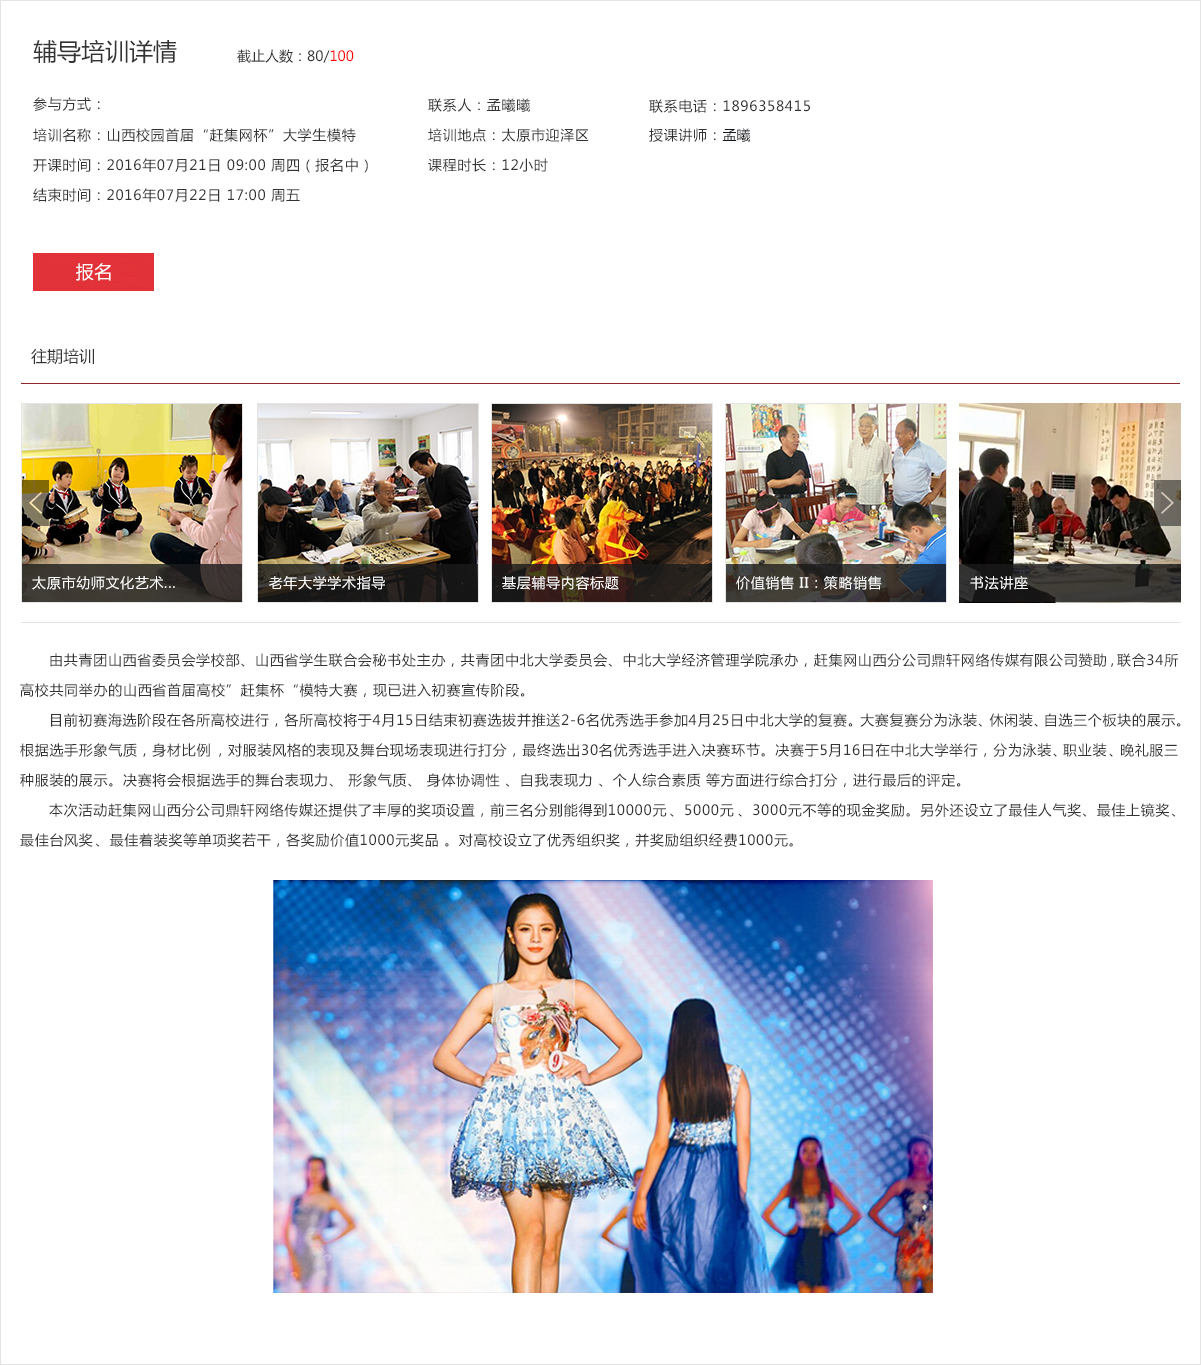 辅导培训详情 截止人数：80/100
参与方式： 联系人：孟曦曦 联系电话：1896358415
培训名称：山西校园首届“赶集网杯”大学生模特 培训地点：太原市迎泽区 授课讲师：孟曦
开课时间：2016年07月21日 09:00 周四（报名中） 课程时长：12小时
结束时间：2016年07月22日 17:00 周五
报名
往期培训
太原市幼师文化艺术... 老年大学学术指导 基层辅导内容标题 价值销售 II：策略销售 书法讲座
由共青团山西省委员会学校部、山西省学生联合会秘书处主办，共青团中北大学委员会、中北大学经济管理学院承办，赶集网山西分公司鼎轩网络传媒有限公司赞助，联合34所
高校共同举办的山西省首届高校”赶集杯“模特大赛，现已进入初赛宣传阶段。
目前初赛海选阶段在各所高校进行，各所高校将于4月15日结束初赛选拔并推送2-6名优秀选手参加4月25日中北大学的复赛。大赛复赛分为泳装、休闲装、自选三个板块的展示。
根据选手形象气质，身材比例，对服装风格的表现及舞台现场表现进行打分，最终选出30名优秀选手进入决赛环节。决赛于5月16日在中北大学举行，分为泳装、职业装、晚礼服三
种服装的展示。决赛将会根据选手的舞台表现力、 形象气质、 身体协调性 、自我表现力 、个人综合素质 等方面进行综合打分，进行最后的评定。
本次活动赶集网山西分公司鼎轩网络传媒还提供了丰厚的奖项设置，前三名分别能得到10000元、5000元、3000元不等的现金奖励。另外还设立了最佳人气奖、最佳上镜奖、
最佳台风奖、最佳着装奖等单项奖若干，各奖励价值1000元奖品 。对高校设立了优秀组织奖，并奖励组织经费1000元。
9